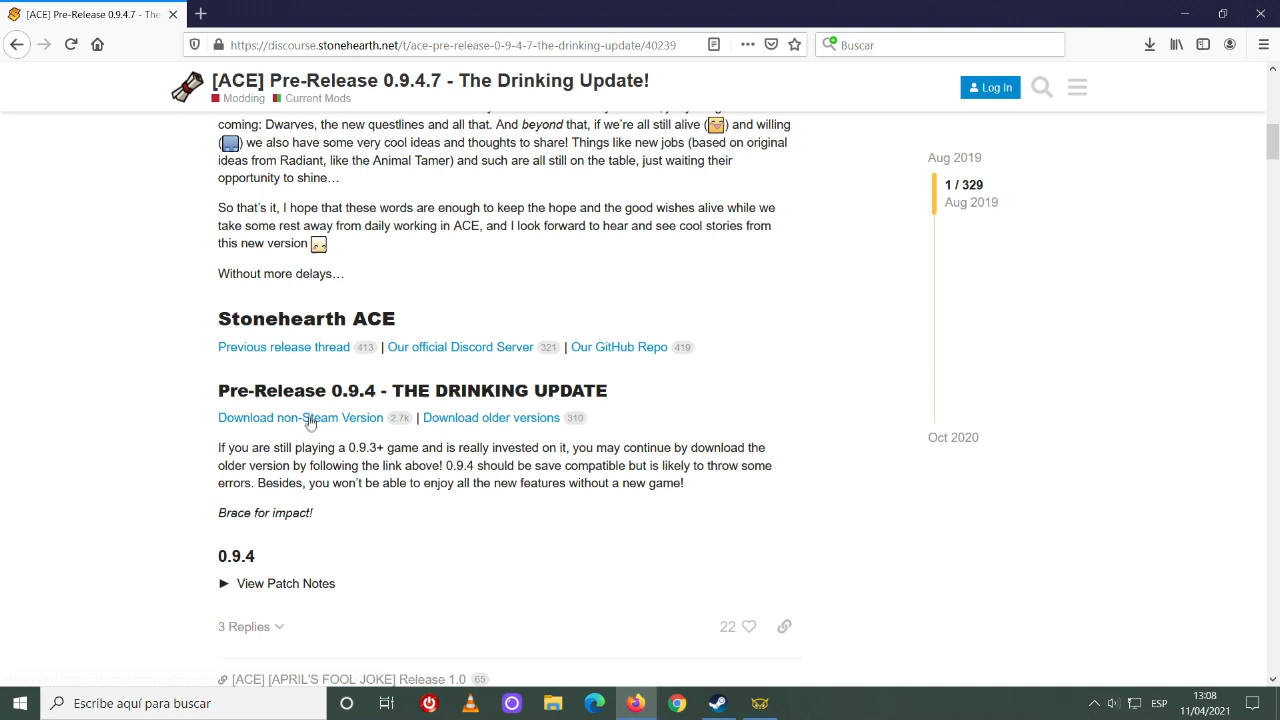 [ACE] Pre-Release 0.9.4.7 - The
https://discourse.stonehearth.net/t/ace-pre-release-0-9-4-7-the-drinking-update/40239
Buscar
[ACE] Pre-Release 0.9.4.7 - The Drinking Update!
Modding Current Mods
Log In
coming: Dwarves, the new questlines and all that. And beyond that, if we're all still alive ( ) and willing
( ) we also have some very cool ideas and thoughts to share! Things like new jobs (based on original
ideas from Radiant, like the Animal Tamer) and such are all still on the table, just waiting their
opportunity to shine…
So that's it, I hope that these words are enough to keep the hope and the good wishes alive while we
take some rest away from daily working in ACE, and I look forward to hear and see cool stories from
this new version
Without more delays…
Stonehearth ACE
Previous release thread 413 | Our official Discord Server 321 | Our GitHub Repo 419
Pre-Release 0.9.4 - THE DRINKING UPDATE
Download non-Steam Version 2.7k | Download older versions 310
If you are still playing a 0.9.3+ game and is really invested on it, you may continue by download the
older version by following the link above! 0.9.4 should be save compatible but is likely to throw some
errors. Besides, you won't be able to enjoy all the new features without a new game!
Brace for impact!
0.9.4
View Patch Notes
3 Replies
22
[ACE] [APRIL'S FOOL JOKE] Release 1.0 65
Aug 2019
1 / 329
Aug 2019
Oct 2020
Escribe aquí para buscar
ESP
13:08
11/04/2021